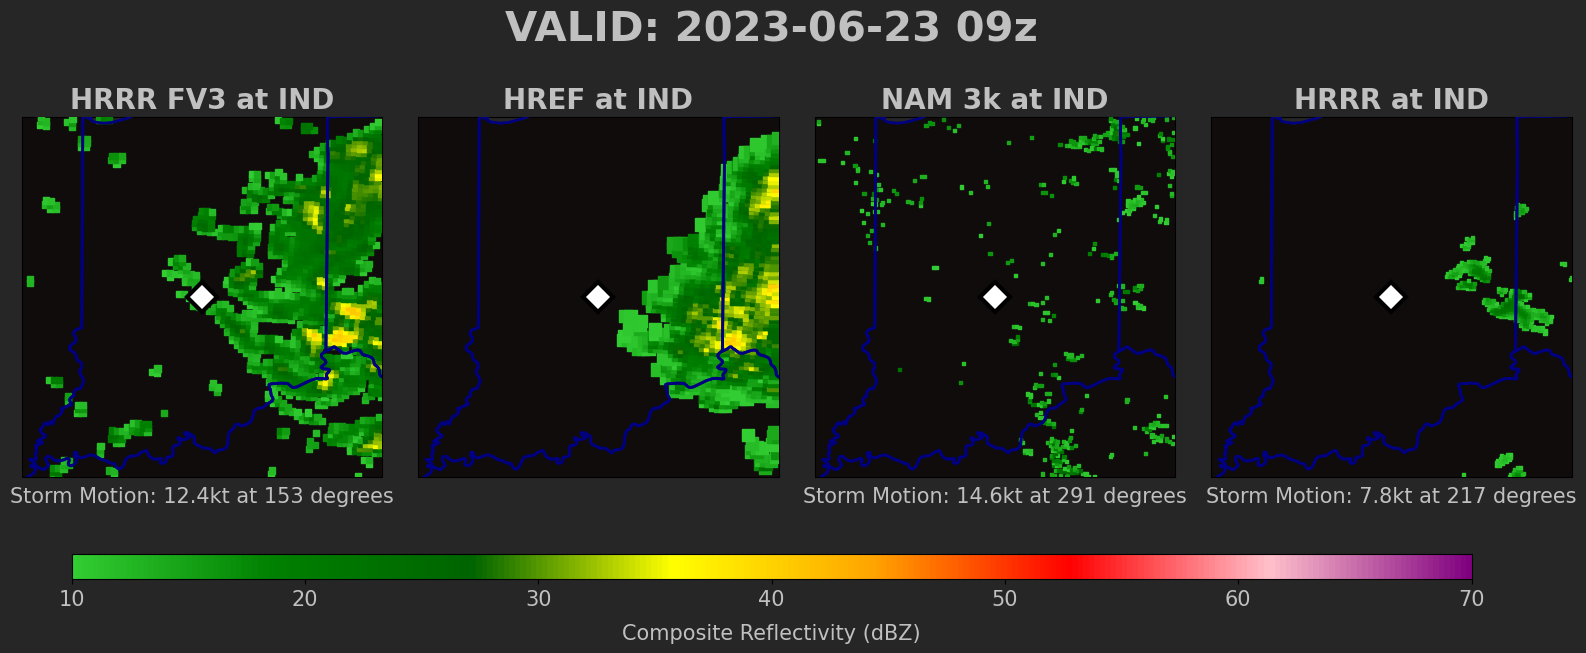 VALID: 2023-06-23 09z
HRRR FV3 at IND
HREF at IND
NAM 3k at IND
HRRR at IND
Storm Motion: 12.4kt at 153 degrees
Storm Motion: 14.6kt at 291 degrees
Storm Motion: 7.8kt at 217 degrees
10 20 30 40 50 60 70
Composite Reflectivity (dBZ)